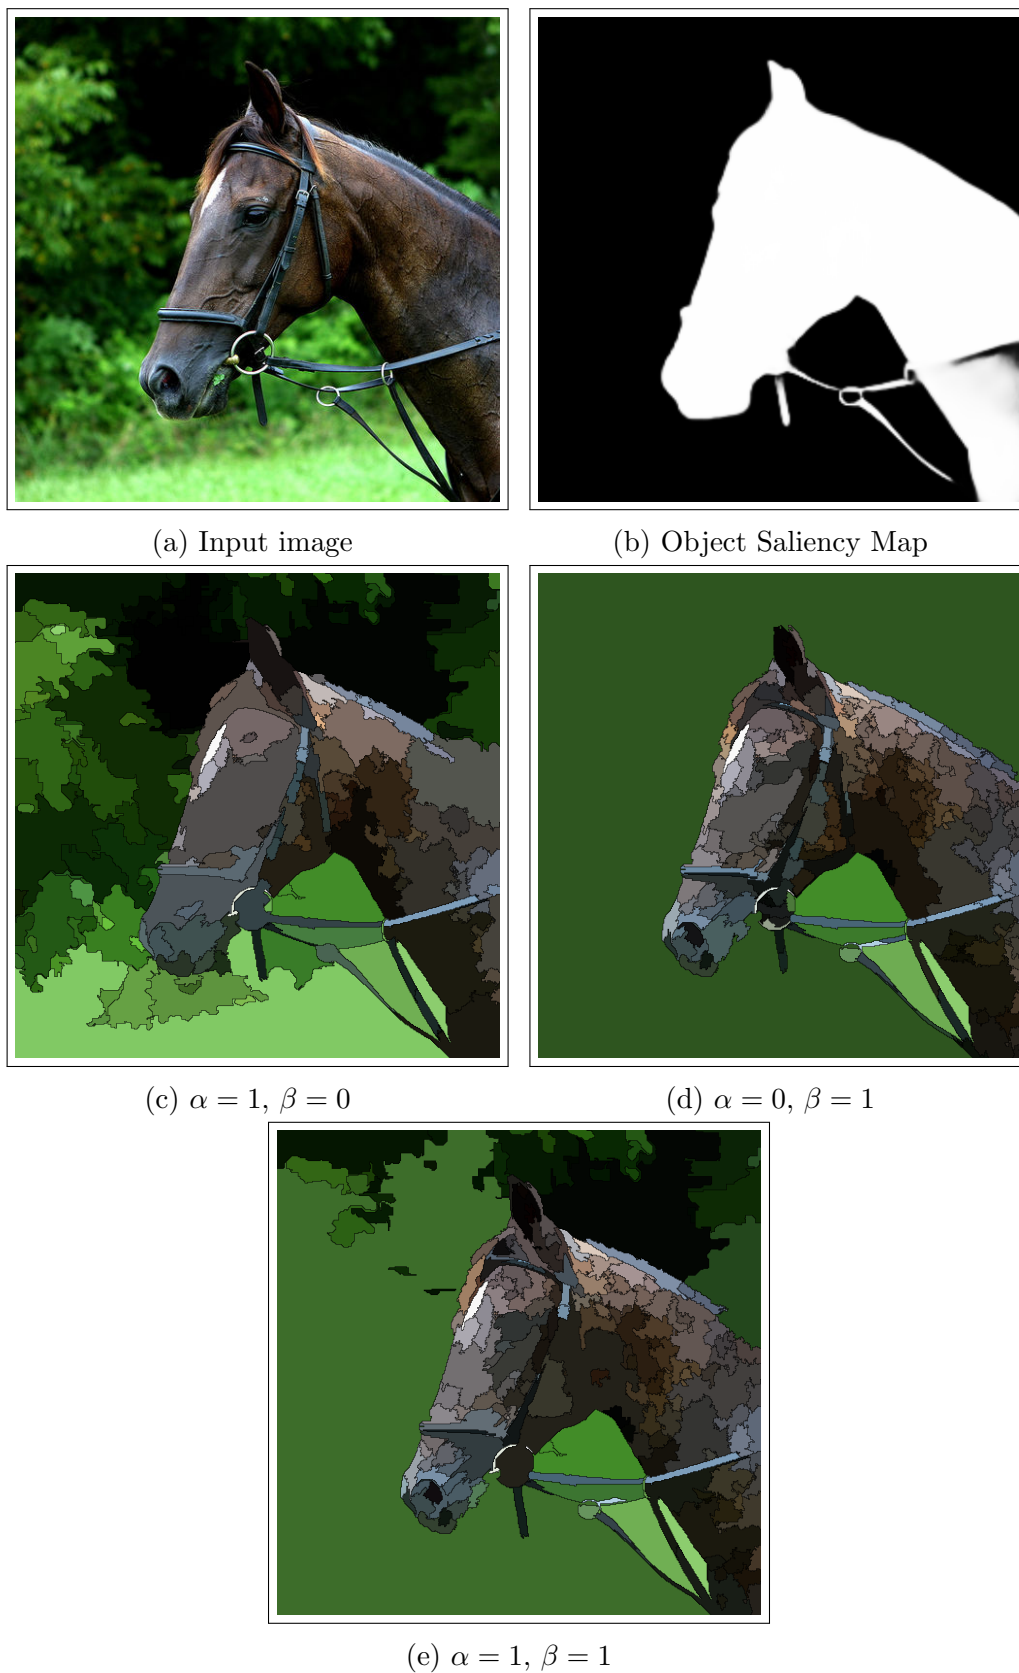 (a) Input image
(b) Object Saliency Map
(c) α = 1, β = 0
(d) α = 0, β = 1
(e) α = 1, β = 1